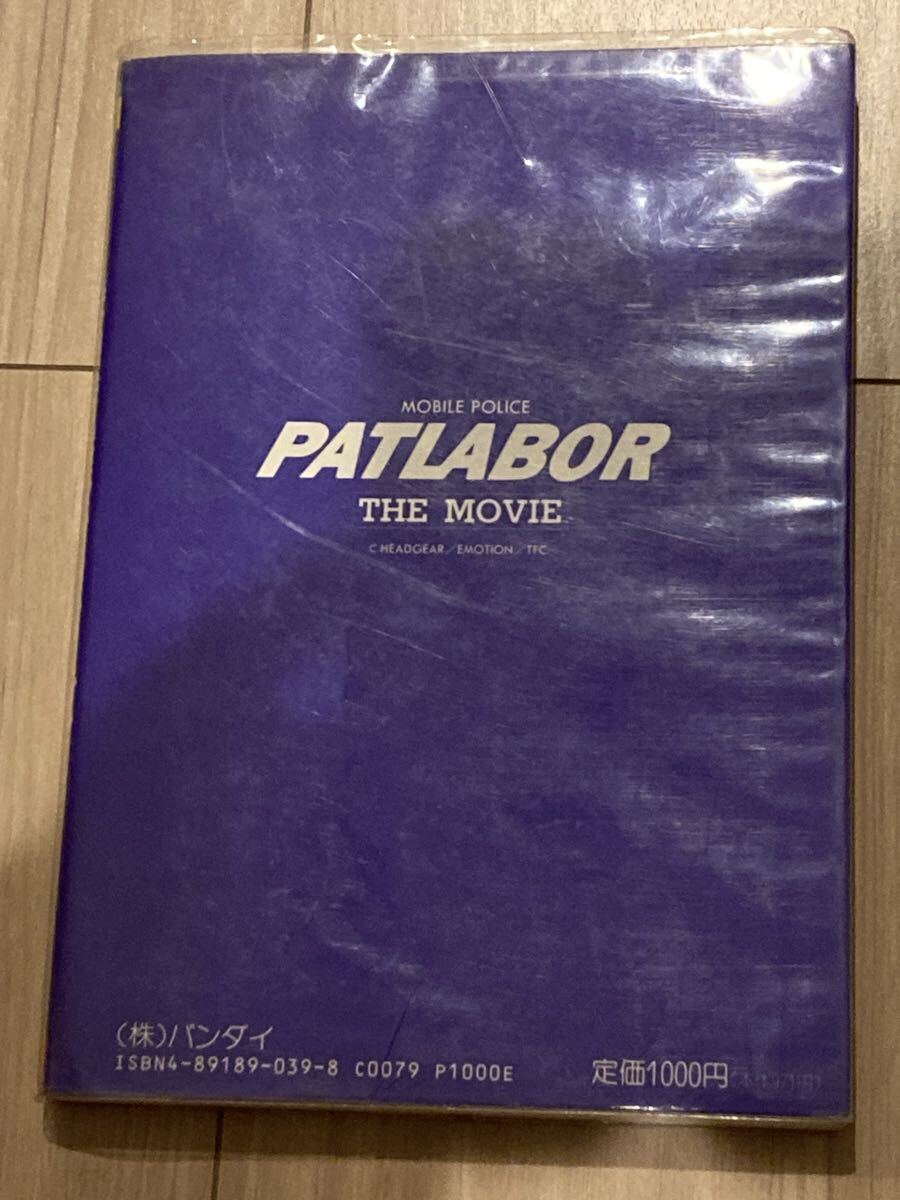 MOBILE POLICE
PATLABOR
THE MOVIE
C HEADGEAR／EMOTION／TFC
(株)バンダイ
ISBN4-89189-039-8 C0079 P1000E 定価1000円